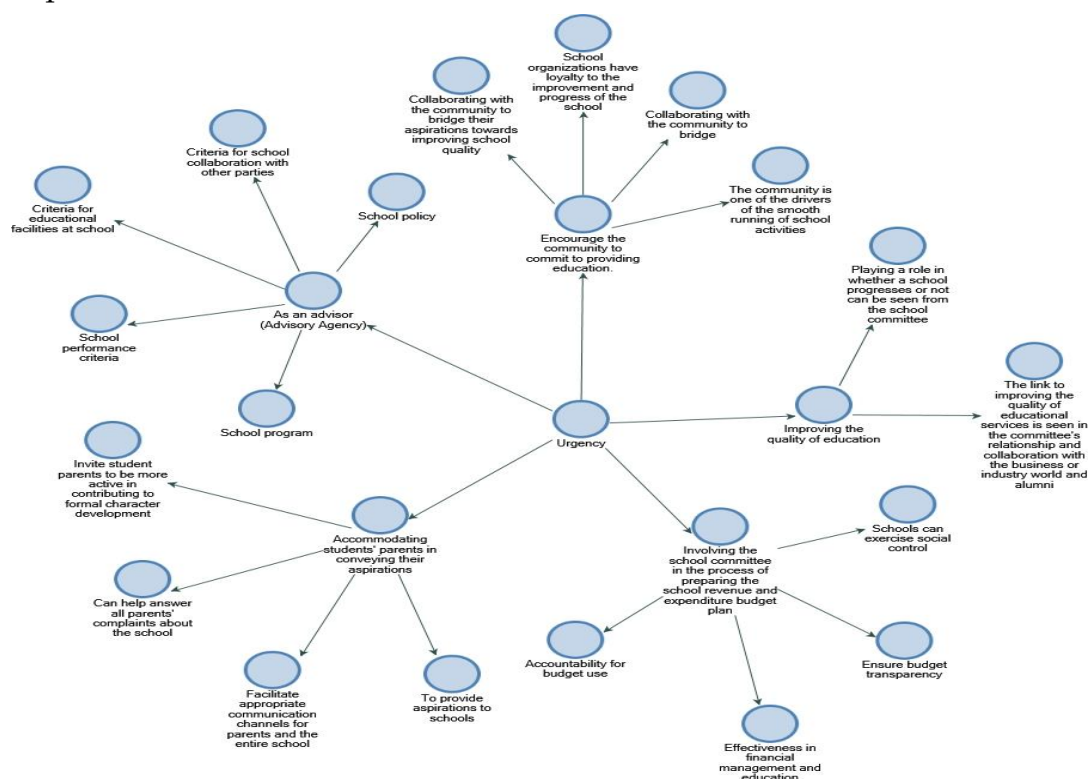 School
organizations have
loyalty to the
improvement and
progress of the
school
Collaborating with
the community to
bridge their
aspirations towards
improving school
quality
Collaborating with
the community to
bridge
The community is
one of the drivers
of the smooth
running of school
activities
Encourage the
community to
commit to providing
education.
Criteria for school
collaboration with
other parties
Criteria for
educational
facilities at school
School policy
As an advisor
(Advisory Agency)
School
performance
criteria
School program
Playing a role in
whether a school
progresses or not
can be seen from
the school
committee
The link to
improving the
quality of
educational
services is seen in
the committee's
relationship and
collaboration with
the business or
industry world and
alumni
Improving the
quality of education
Urgency
Invite student
parents to be more
active in
contributing to
formal character
development
Accommodating
students' parents in
conveying their
aspirations
Can help answer
all parents'
complaints about
the school
Facilitate
appropriate
communication
channels for
parents and the
entire school
To provide
aspirations to
schools
Involving the
school committee
in the process of
preparing the
school revenue and
expenditure budget
plan
Schools can
exercise social
control
Accountability for
budget use
Ensure budget
transparency
Effectiveness in
financial
management and
education